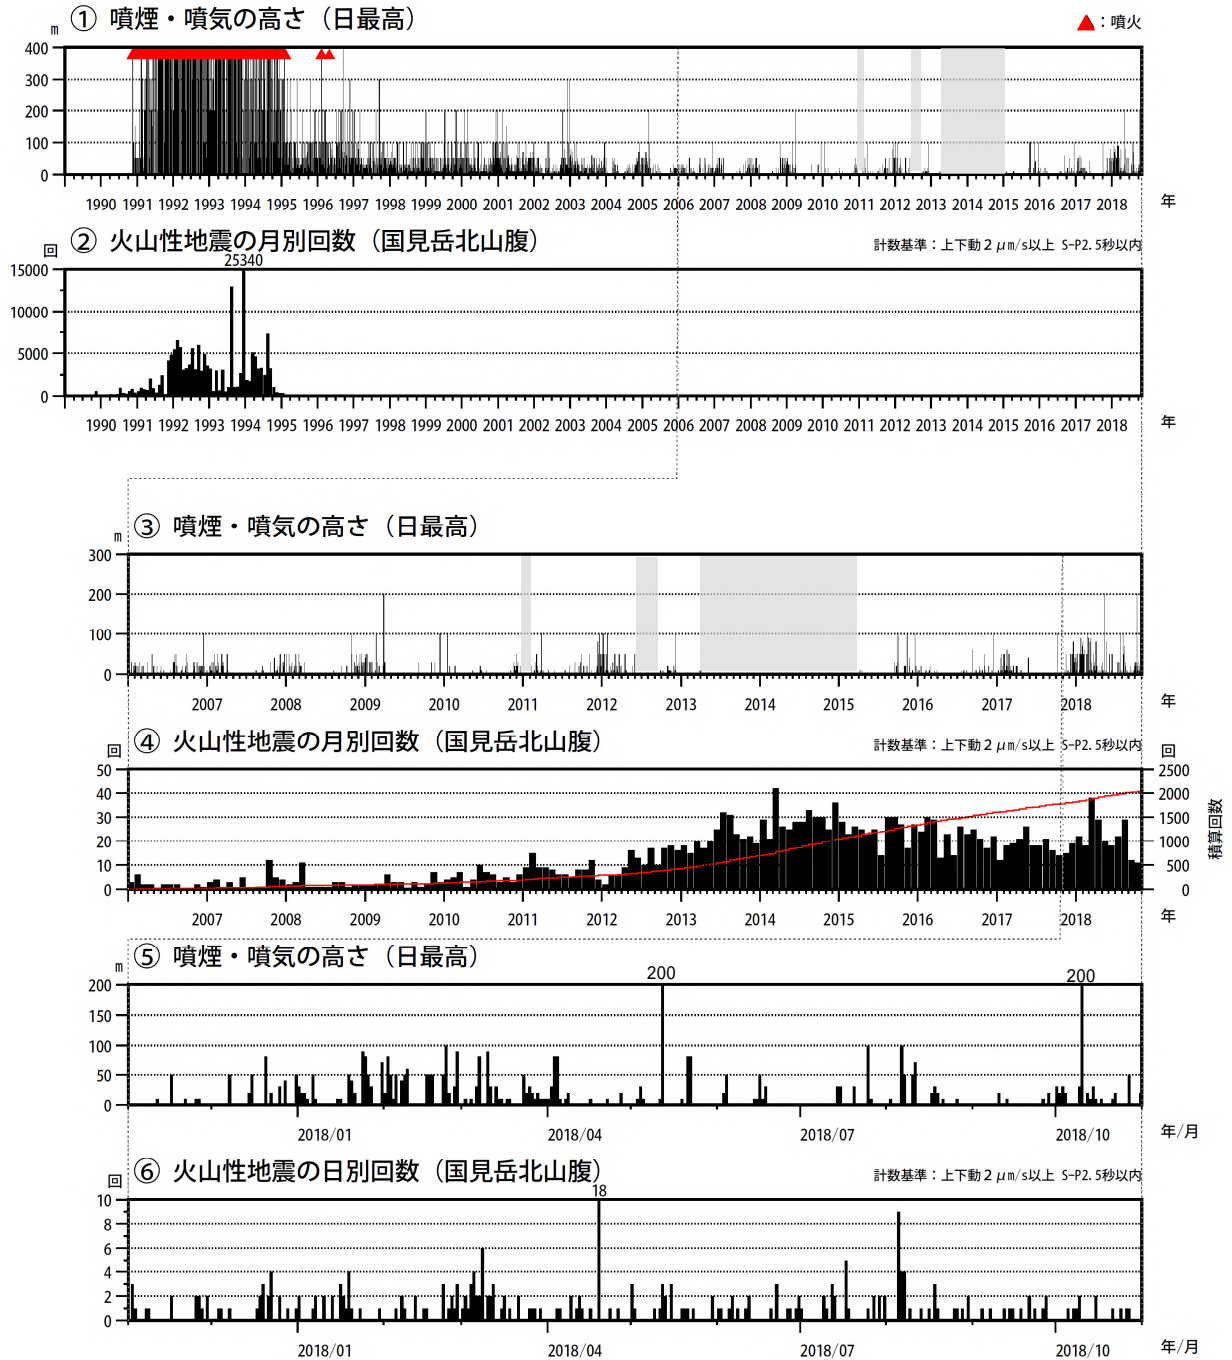 ① 噴煙・噴気の高さ（日最高）
▲：噴火
m
400
300
200
100
0
1990 1991 1992 1993 1994 1995 1996 1997 1998 1999 2000 2001 2002 2003 2004 2005 2006 2007 2008 2009 2010 2011 2012 2013 2014 2015 2016 2017 2018 年
② 火山性地震の月別回数（国見岳北山腹）
計数基準：上下動２μm/s以上 S-P2.5秒以内
回
25340
15000
10000
5000
0
1990 1991 1992 1993 1994 1995 1996 1997 1998 1999 2000 2001 2002 2003 2004 2005 2006 2007 2008 2009 2010 2011 2012 2013 2014 2015 2016 2017 2018 年
③ 噴煙・噴気の高さ（日最高）
m
300
200
100
0
2007 2008 2009 2010 2011 2012 2013 2014 2015 2016 2017 2018 年
④ 火山性地震の月別回数（国見岳北山腹）
計数基準：上下動２μm/s以上 S-P2.5秒以内
回 回
50 2500
40 2000
30 1500
20 1000
10 500
0 0
積算回数
2007 2008 2009 2010 2011 2012 2013 2014 2015 2016 2017 2018 年
⑤ 噴煙・噴気の高さ（日最高）
m
200 200
200
150
100
50
0
2018/01 2018/04 2018/07 2018/10 年/月
⑥ 火山性地震の日別回数（国見岳北山腹）
計数基準：上下動２μm/s以上 S-P2.5秒以内
回
18
10
8
6
4
2
0
2018/01 2018/04 2018/07 2018/10 年/月